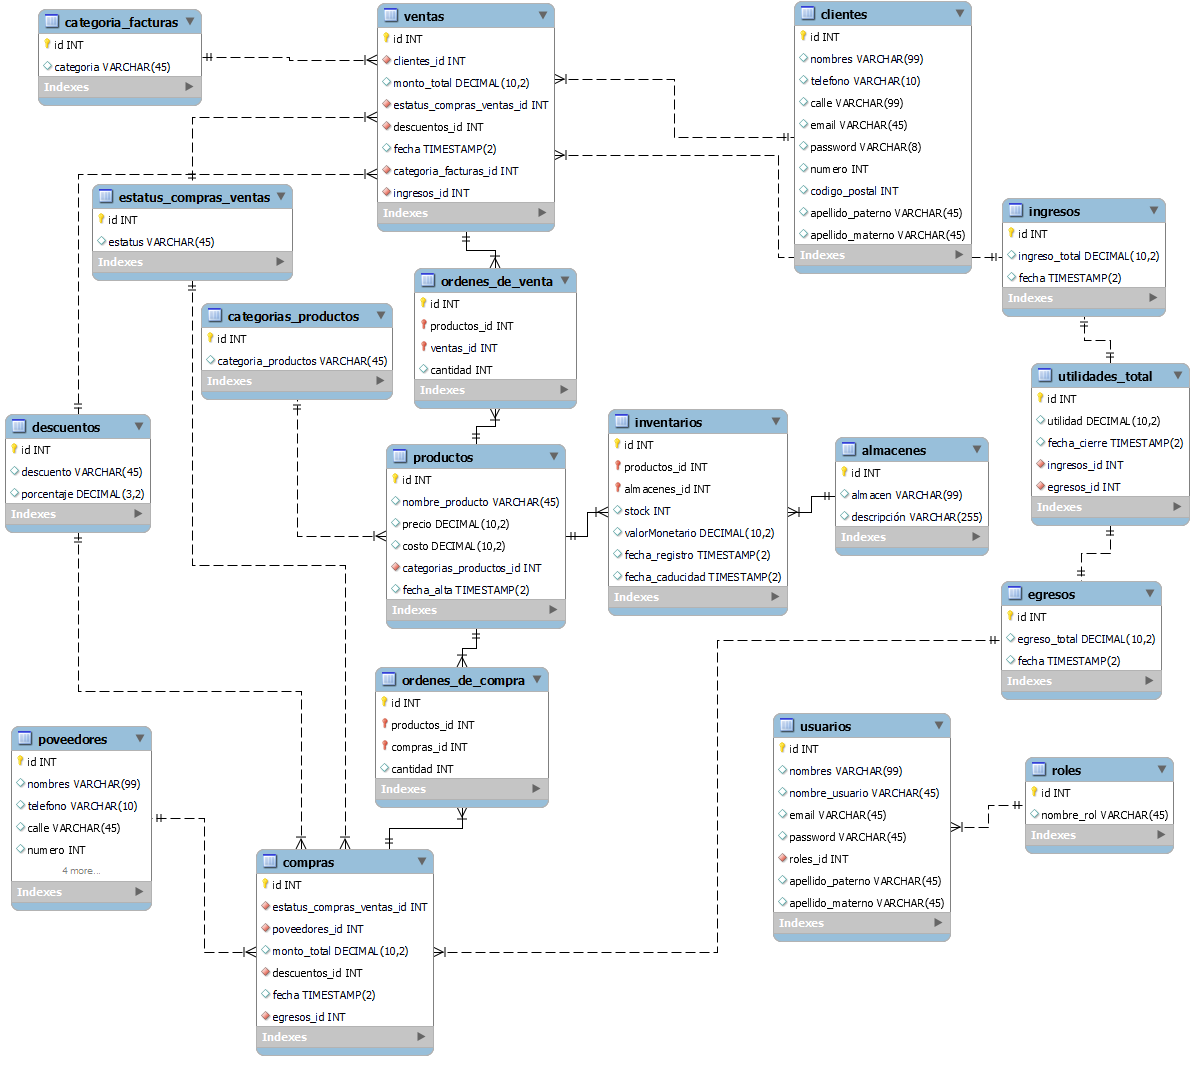 categoria_facturas
id INT
categoria VARCHAR(45)
Indexes
ventas
id INT
clientes_id INT
monto_total DECIMAL(10,2)
estatus_compras_ventas_id INT
descuentos_id INT
fecha TIMESTAMP(2)
categoria_facturas_id INT
ingresos_id INT
Indexes
clientes
id INT
nombres VARCHAR(99)
telefono VARCHAR(10)
calle VARCHAR(99)
email VARCHAR(45)
password VARCHAR(8)
numero INT
codigo_postal INT
apellido_paterno VARCHAR(45)
apellido_materno VARCHAR(45)
Indexes
estatus_compras_ventas
id INT
estatus VARCHAR(45)
Indexes
ingresos
id INT
ingreso_total DECIMAL(10,2)
fecha TIMESTAMP(2)
Indexes
ordenes_de_venta
id INT
productos_id INT
ventas_id INT
cantidad INT
Indexes
categorias_productos
id INT
categoria_productos VARCHAR(45)
Indexes
utilidades_total
id INT
utilidad DECIMAL(10,2)
fecha_cierre TIMESTAMP(2)
ingresos_id INT
egresos_id INT
Indexes
descuentos
id INT
descuento VARCHAR(45)
porcentaje DECIMAL(3,2)
Indexes
productos
id INT
nombre_producto VARCHAR(45)
precio DECIMAL(10,2)
costo DECIMAL(10,2)
categorias_productos_id INT
fecha_alta TIMESTAMP(2)
Indexes
inventarios
id INT
productos_id INT
almacenes_id INT
stock INT
valorMonetario DECIMAL(10,2)
fecha_registro TIMESTAMP(2)
fecha_caducidad TIMESTAMP(2)
Indexes
almacenes
id INT
almacen VARCHAR(99)
descripción VARCHAR(255)
Indexes
egresos
id INT
egreso_total DECIMAL(10,2)
fecha TIMESTAMP(2)
Indexes
ordenes_de_compra
id INT
productos_id INT
compras_id INT
cantidad INT
Indexes
poveedores
id INT
nombres VARCHAR(99)
telefono VARCHAR(10)
calle VARCHAR(45)
numero INT
4 more...
Indexes
usuarios
id INT
nombres VARCHAR(99)
nombre_usuario VARCHAR(45)
email VARCHAR(45)
password VARCHAR(45)
roles_id INT
apellido_paterno VARCHAR(45)
apellido_materno VARCHAR(45)
Indexes
roles
id INT
nombre_rol VARCHAR(45)
Indexes
compras
id INT
estatus_compras_ventas_id INT
poveedores_id INT
monto_total DECIMAL(10,2)
descuentos_id INT
fecha TIMESTAMP(2)
egresos_id INT
Indexes